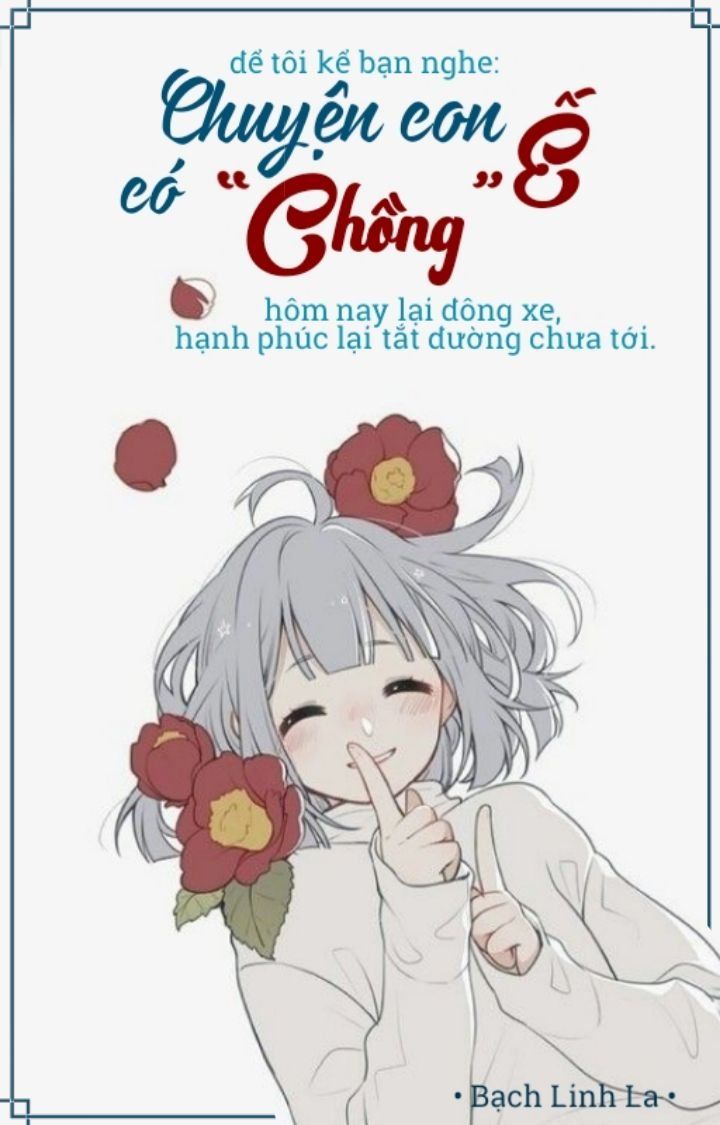 để tôi kể bạn nghe:
Chuyện con Ế
có “Chồng”
hôm nay lại đông xe,
hạnh phúc lại tắt đường chưa tới.
• Bạch Linh La •